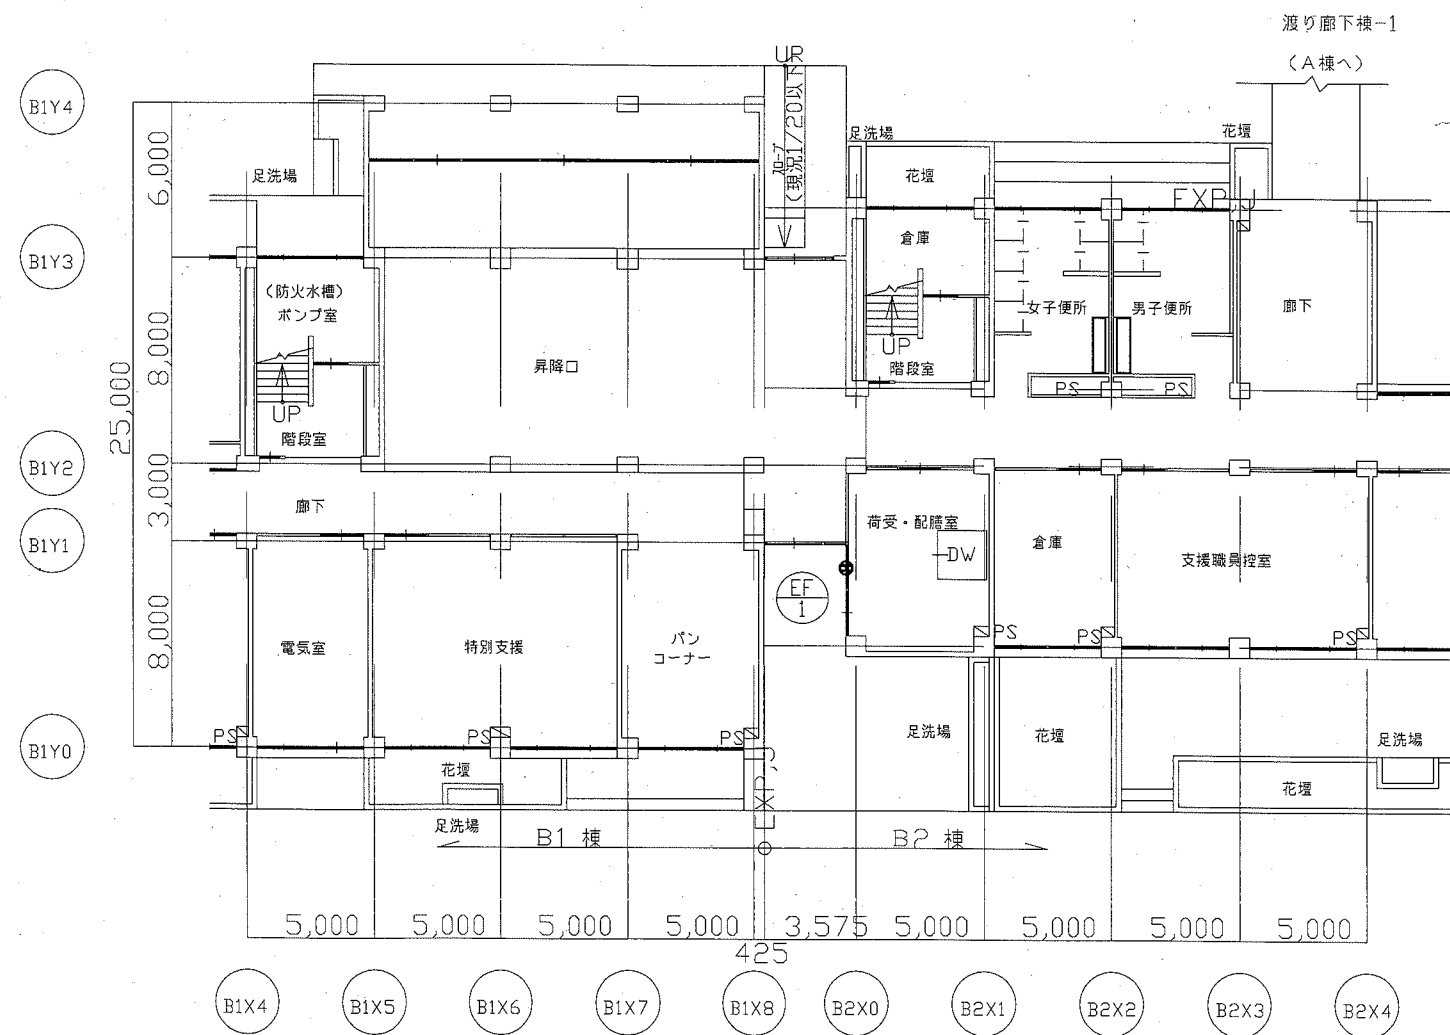 渡り廊下棟-1
(A棟へ)
UP
スロープ
(現況1/20以下)
B1Y4
足洗場
6,000
足洗場
花壇
花壇
EXP.J
倉庫
B1Y3
(防火水槽)
ポンプ室
女子便所
男子便所
廊下
8,000
UP
昇降口
階段室
25,000
UP
PS
PS
階段室
B1Y2
3,000
廊下
荷受・配膳室
倉庫
支援職員控室
DW
B1Y1
EF
1
PS
PS
PS
8,000
電気室
特別支援
パン
コーナー
PS
PS
PS
B1Y0
足洗場
花壇
足洗場
花壇
花壇
足洗場
EXP.J
B1 棟
B2 棟
5,000
5,000
5,000
5,000
3,575
5,000
5,000
5,000
5,000
425
B1X4
B1X5
B1X6
B1X7
B1X8
B2X0
B2X1
B2X2
B2X3
B2X4